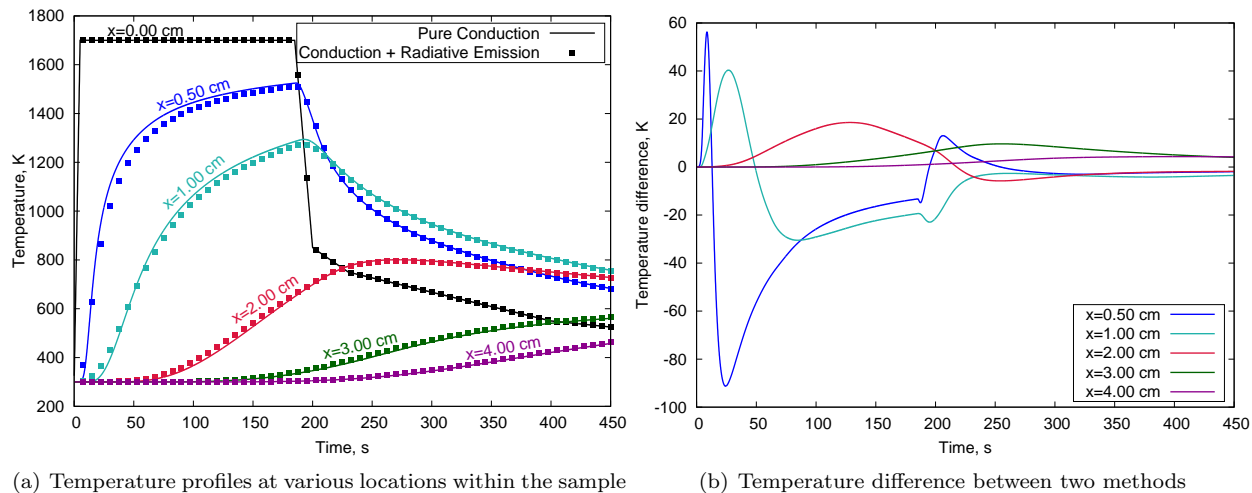 1800
1600
1400
1200
1000
800
600
400
200
0
50
100
150
200
250
300
350
400
450
Temperature, K
Time, s
x=0.00 cm
Pure Conduction
Conduction + Radiative Emission
x=0.50 cm
x=1.00 cm
x=2.00 cm
x=3.00 cm
x=4.00 cm
(a) Temperature profiles at various locations within the sample
60
40
20
0
-20
-40
-60
-80
-100
0
50
100
150
200
250
300
350
400
450
Temperature difference, K
Time, s
x=0.50 cm
x=1.00 cm
x=2.00 cm
x=3.00 cm
x=4.00 cm
(b) Temperature difference between two methods